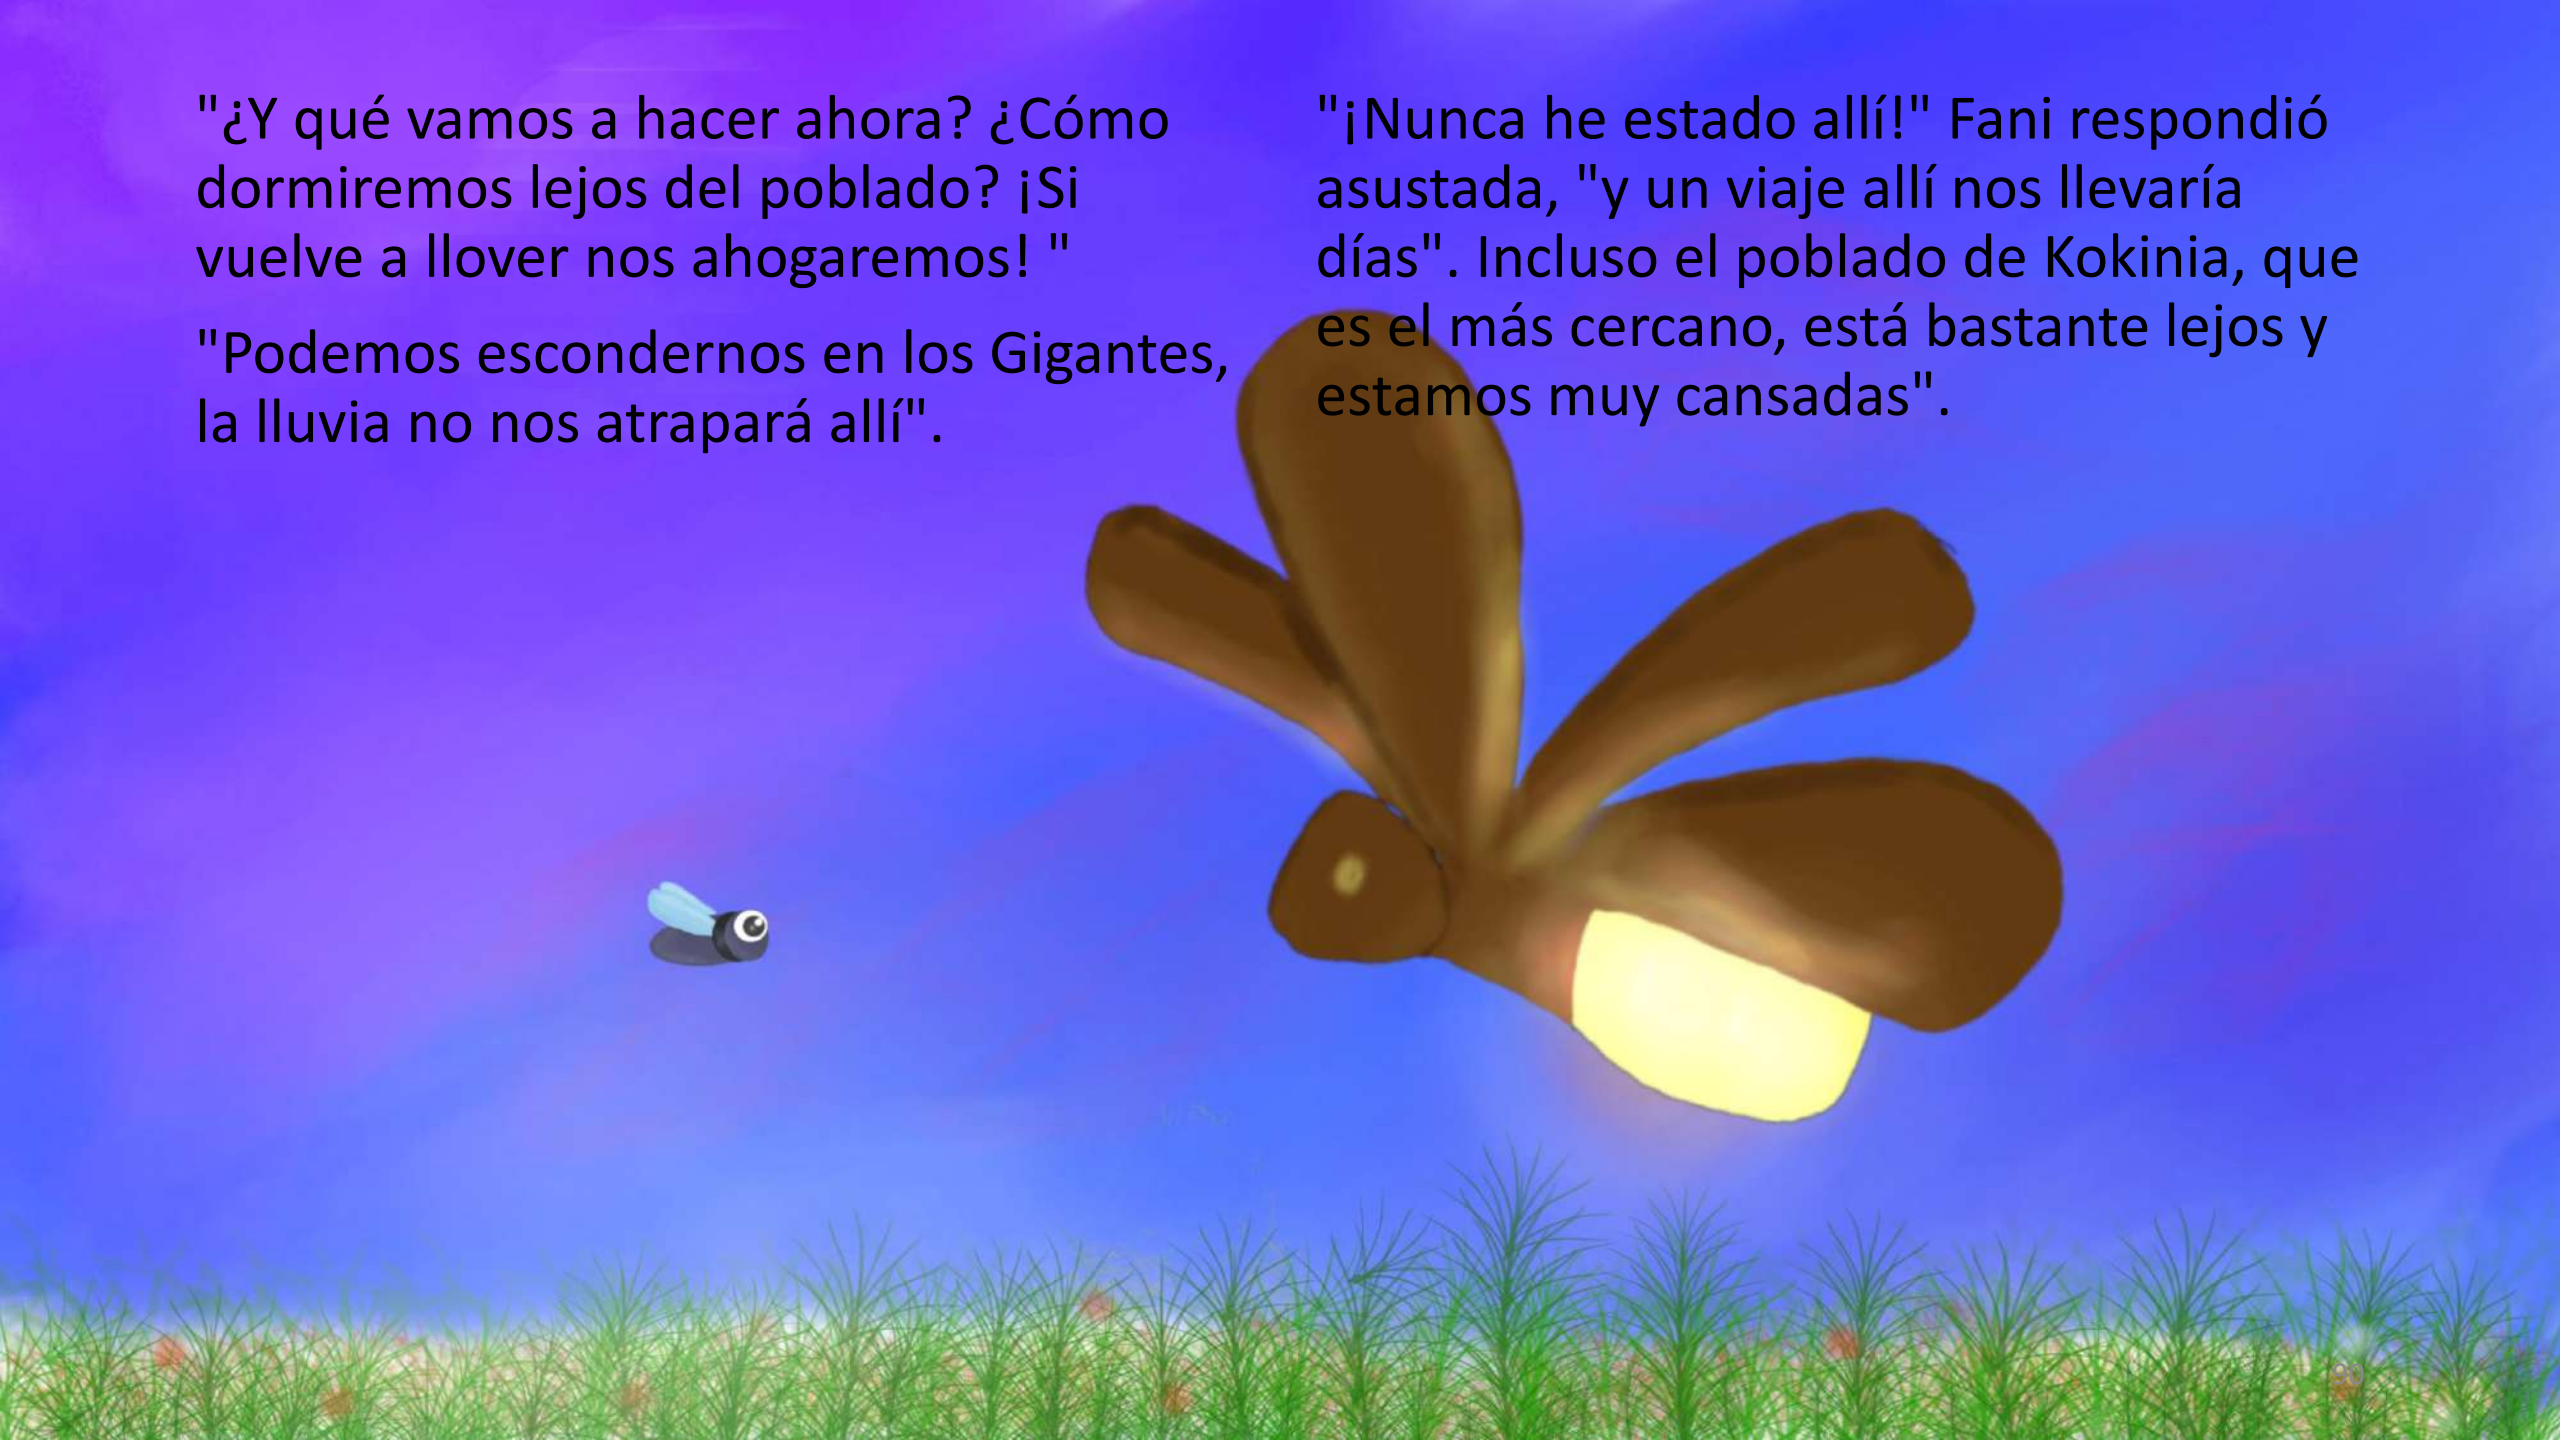 "¿Y qué vamos a hacer ahora? ¿Cómo
dormiremos lejos del poblado? ¡Si
vuelve a llover nos ahogaremos! "
"Podemos escondernos en los Gigantes,
la lluvia no nos atrapará allí".
"¡Nunca he estado allí!" Fani respondió
asustada, "y un viaje allí nos llevaría
días". Incluso el poblado de Kokinia, que
es el más cercano, está bastante lejos y
estamos muy cansadas".